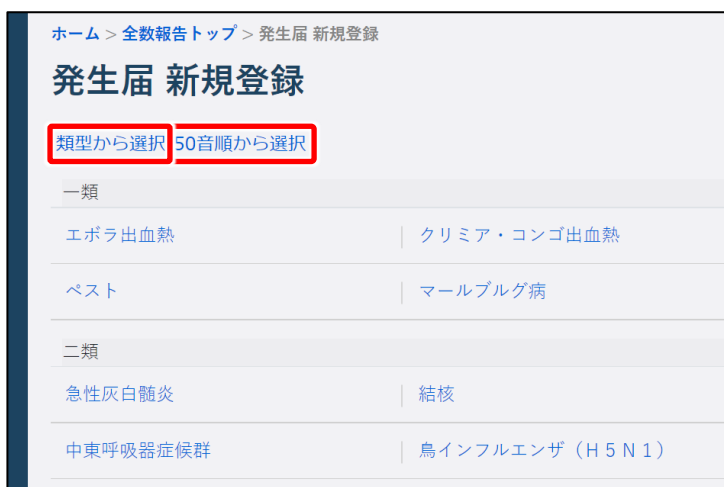 ホーム > 全数報告トップ > 発生届 新規登録
発生届 新規登録
類型から選択 50音順から選択
一類
エボラ出血熱 クリミア・コンゴ出血熱
ペスト マールブルグ病
二類
急性灰白髄炎 結核
中東呼吸器症候群 鳥インフルエンザ（Ｈ５Ｎ１）